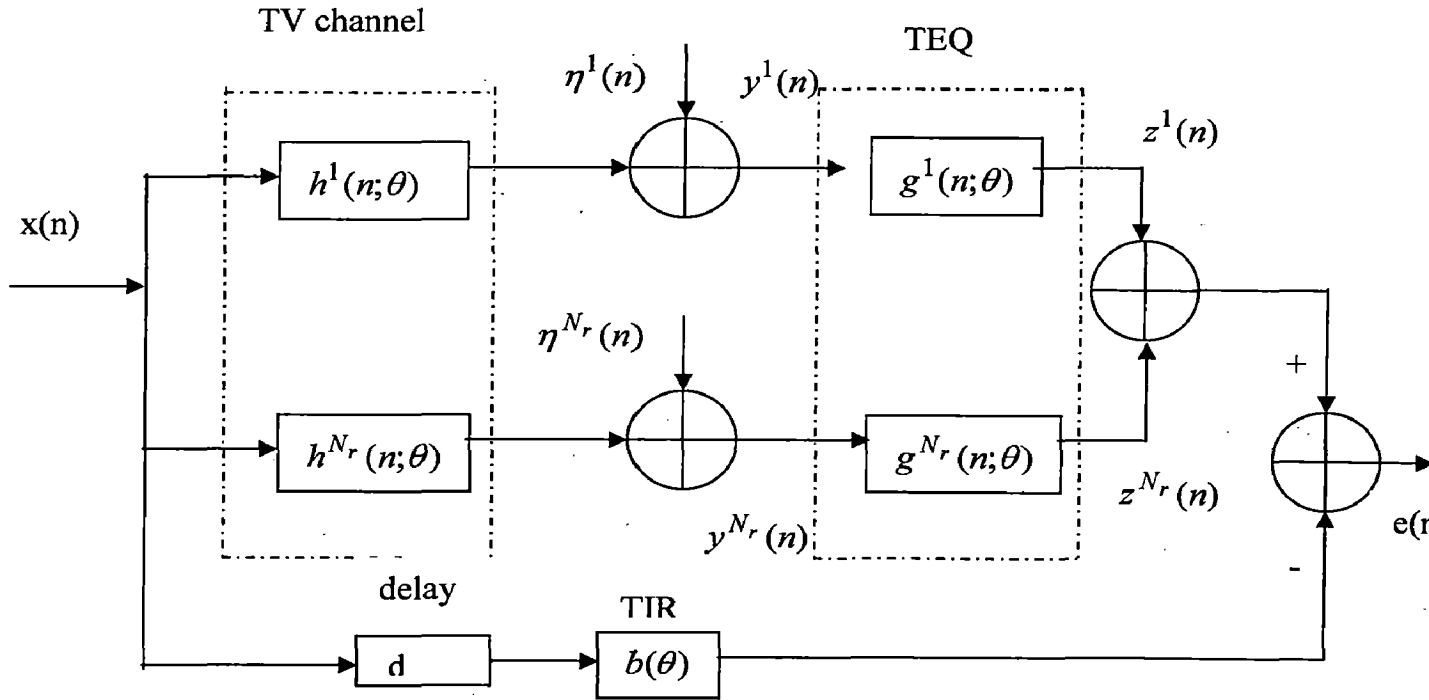 TV channel
TEQ
η¹(n)
y¹(n)
z¹(n)
h¹(n;θ)
g¹(n;θ)
x(n)
η^{N_r}(n)
+
h^{N_r}(n;θ)
g^{N_r}(n;θ)
z^{N_r}(n)
y^{N_r}(n)
e(n
-
delay
TIR
d
b(θ)